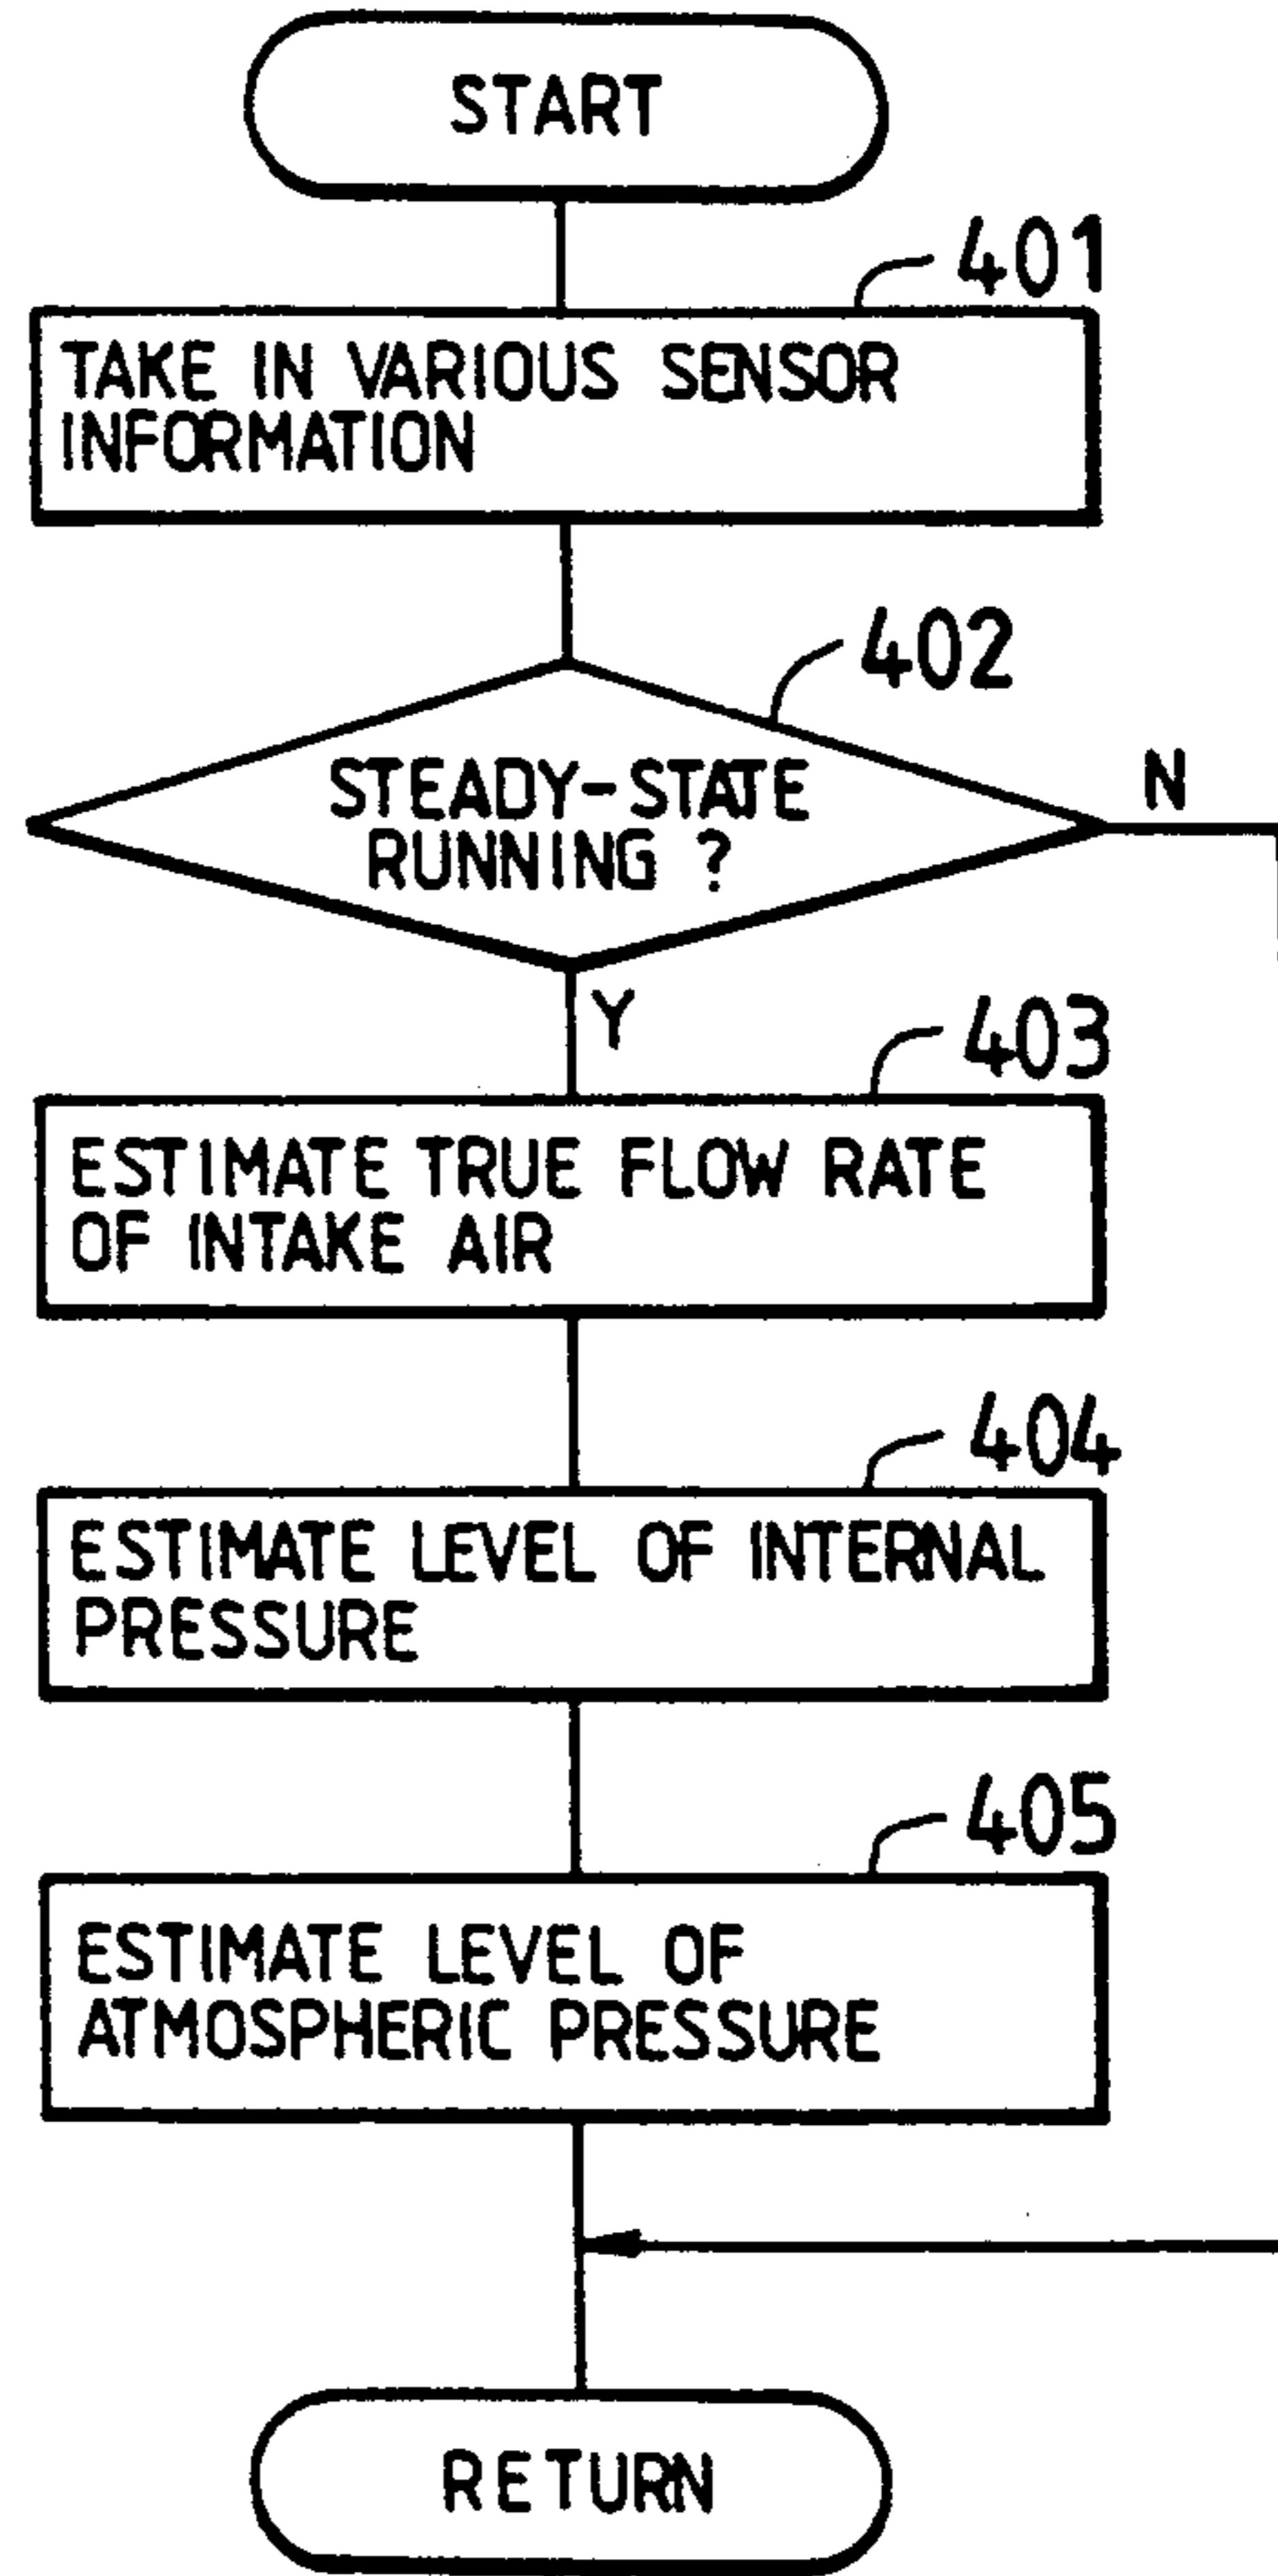 START
401
TAKE IN VARIOUS SENSOR
INFORMATION
402
STEADY-STATE
RUNNING ?
N
Y
403
ESTIMATE TRUE FLOW RATE
OF INTAKE AIR
404
ESTIMATE LEVEL OF INTERNAL
PRESSURE
405
ESTIMATE LEVEL OF
ATMOSPHERIC PRESSURE
RETURN